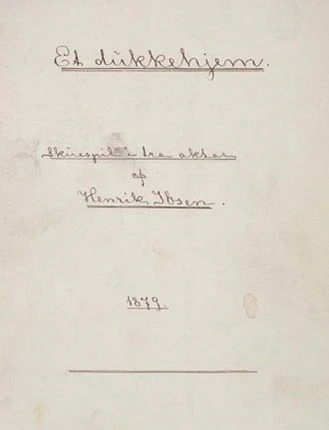 Et dukkehjem.
Skuespil i tre akter
af
Henrik Ibsen.
1879.